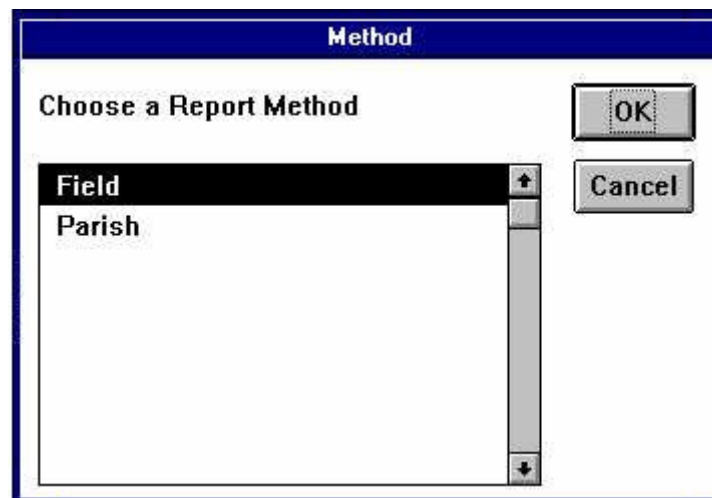 Method
Choose a Report Method
OK
Field
Cancel
Parish